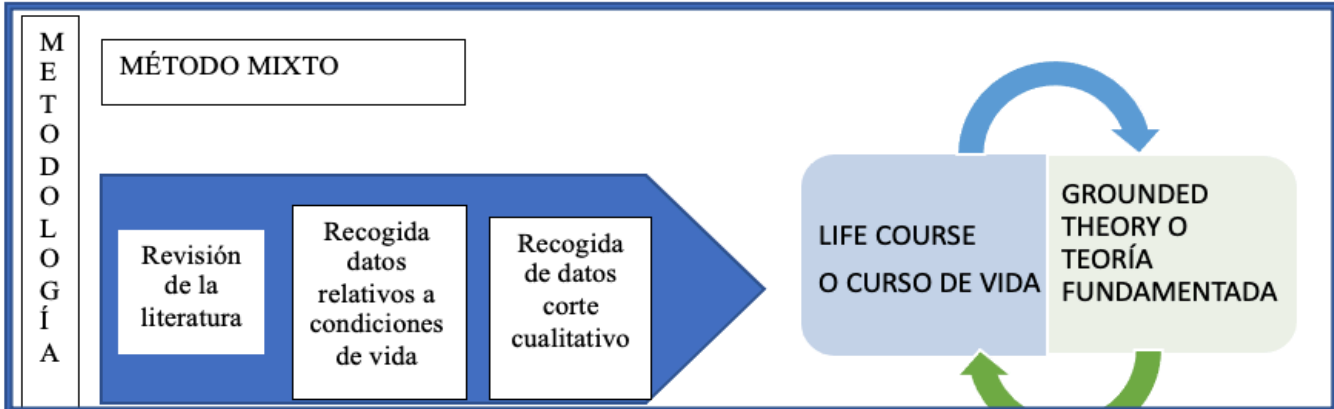 METODOLOGÍA
MÉTODO MIXTO
Revisión
de la
literatura
Recogida
datos
relativos a
condiciones
de vida
Recogida
de datos
corte
cualitativo
LIFE COURSE
O CURSO DE VIDA
GROUNDED
THEORY O
TEORÍA
FUNDAMENTADA